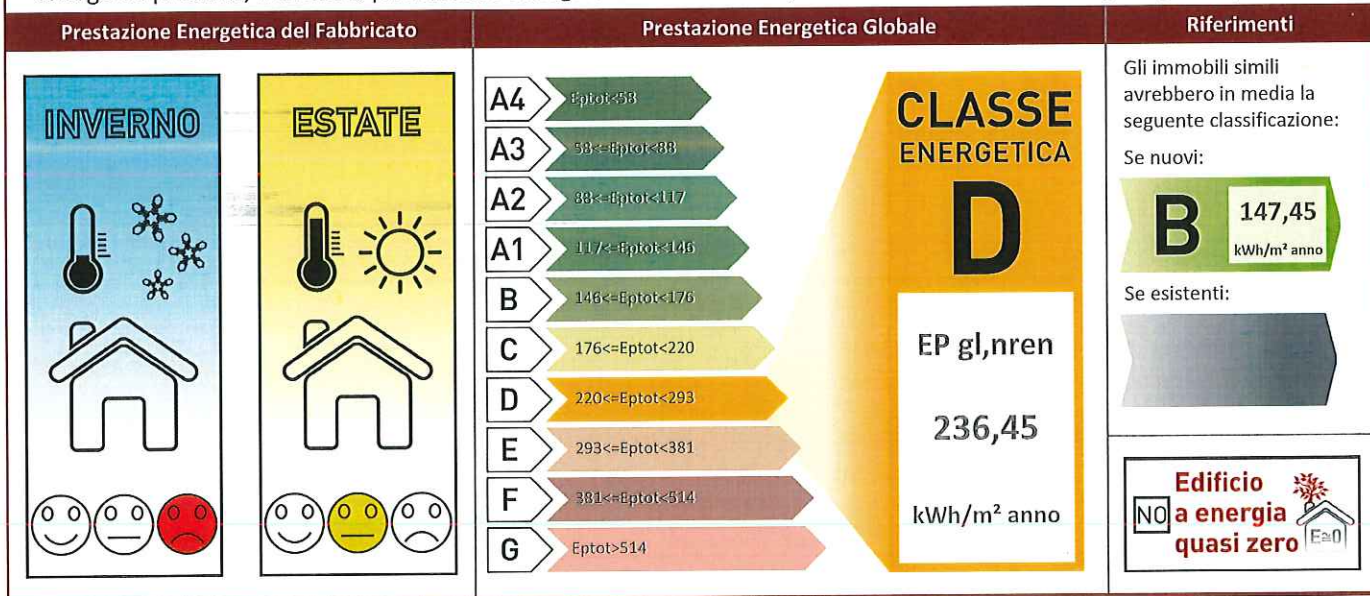 Prestazione Energetica del Fabbricato
INVERNO
ESTATE
Prestazione Energetica Globale
A4 Eptot<58
A3 58<=Eptot<88
A2 88<=Eptot<117
A1 117<=Eptot<146
B 146<=Eptot<176
C 176<=Eptot<220
D 220<=Eptot<293
E 293<=Eptot<381
F 381<=Eptot<514
G Eptot>514
CLASSE
ENERGETICA
D
EP gl,nren
236,45
kWh/m² anno
Riferimenti
Gli immobili simili
avrebbero in media la
seguente classificazione:
Se nuovi:
B 147,45
kWh/m² anno
Se esistenti:
Edificio
NO a energia
quasi zero E≅0